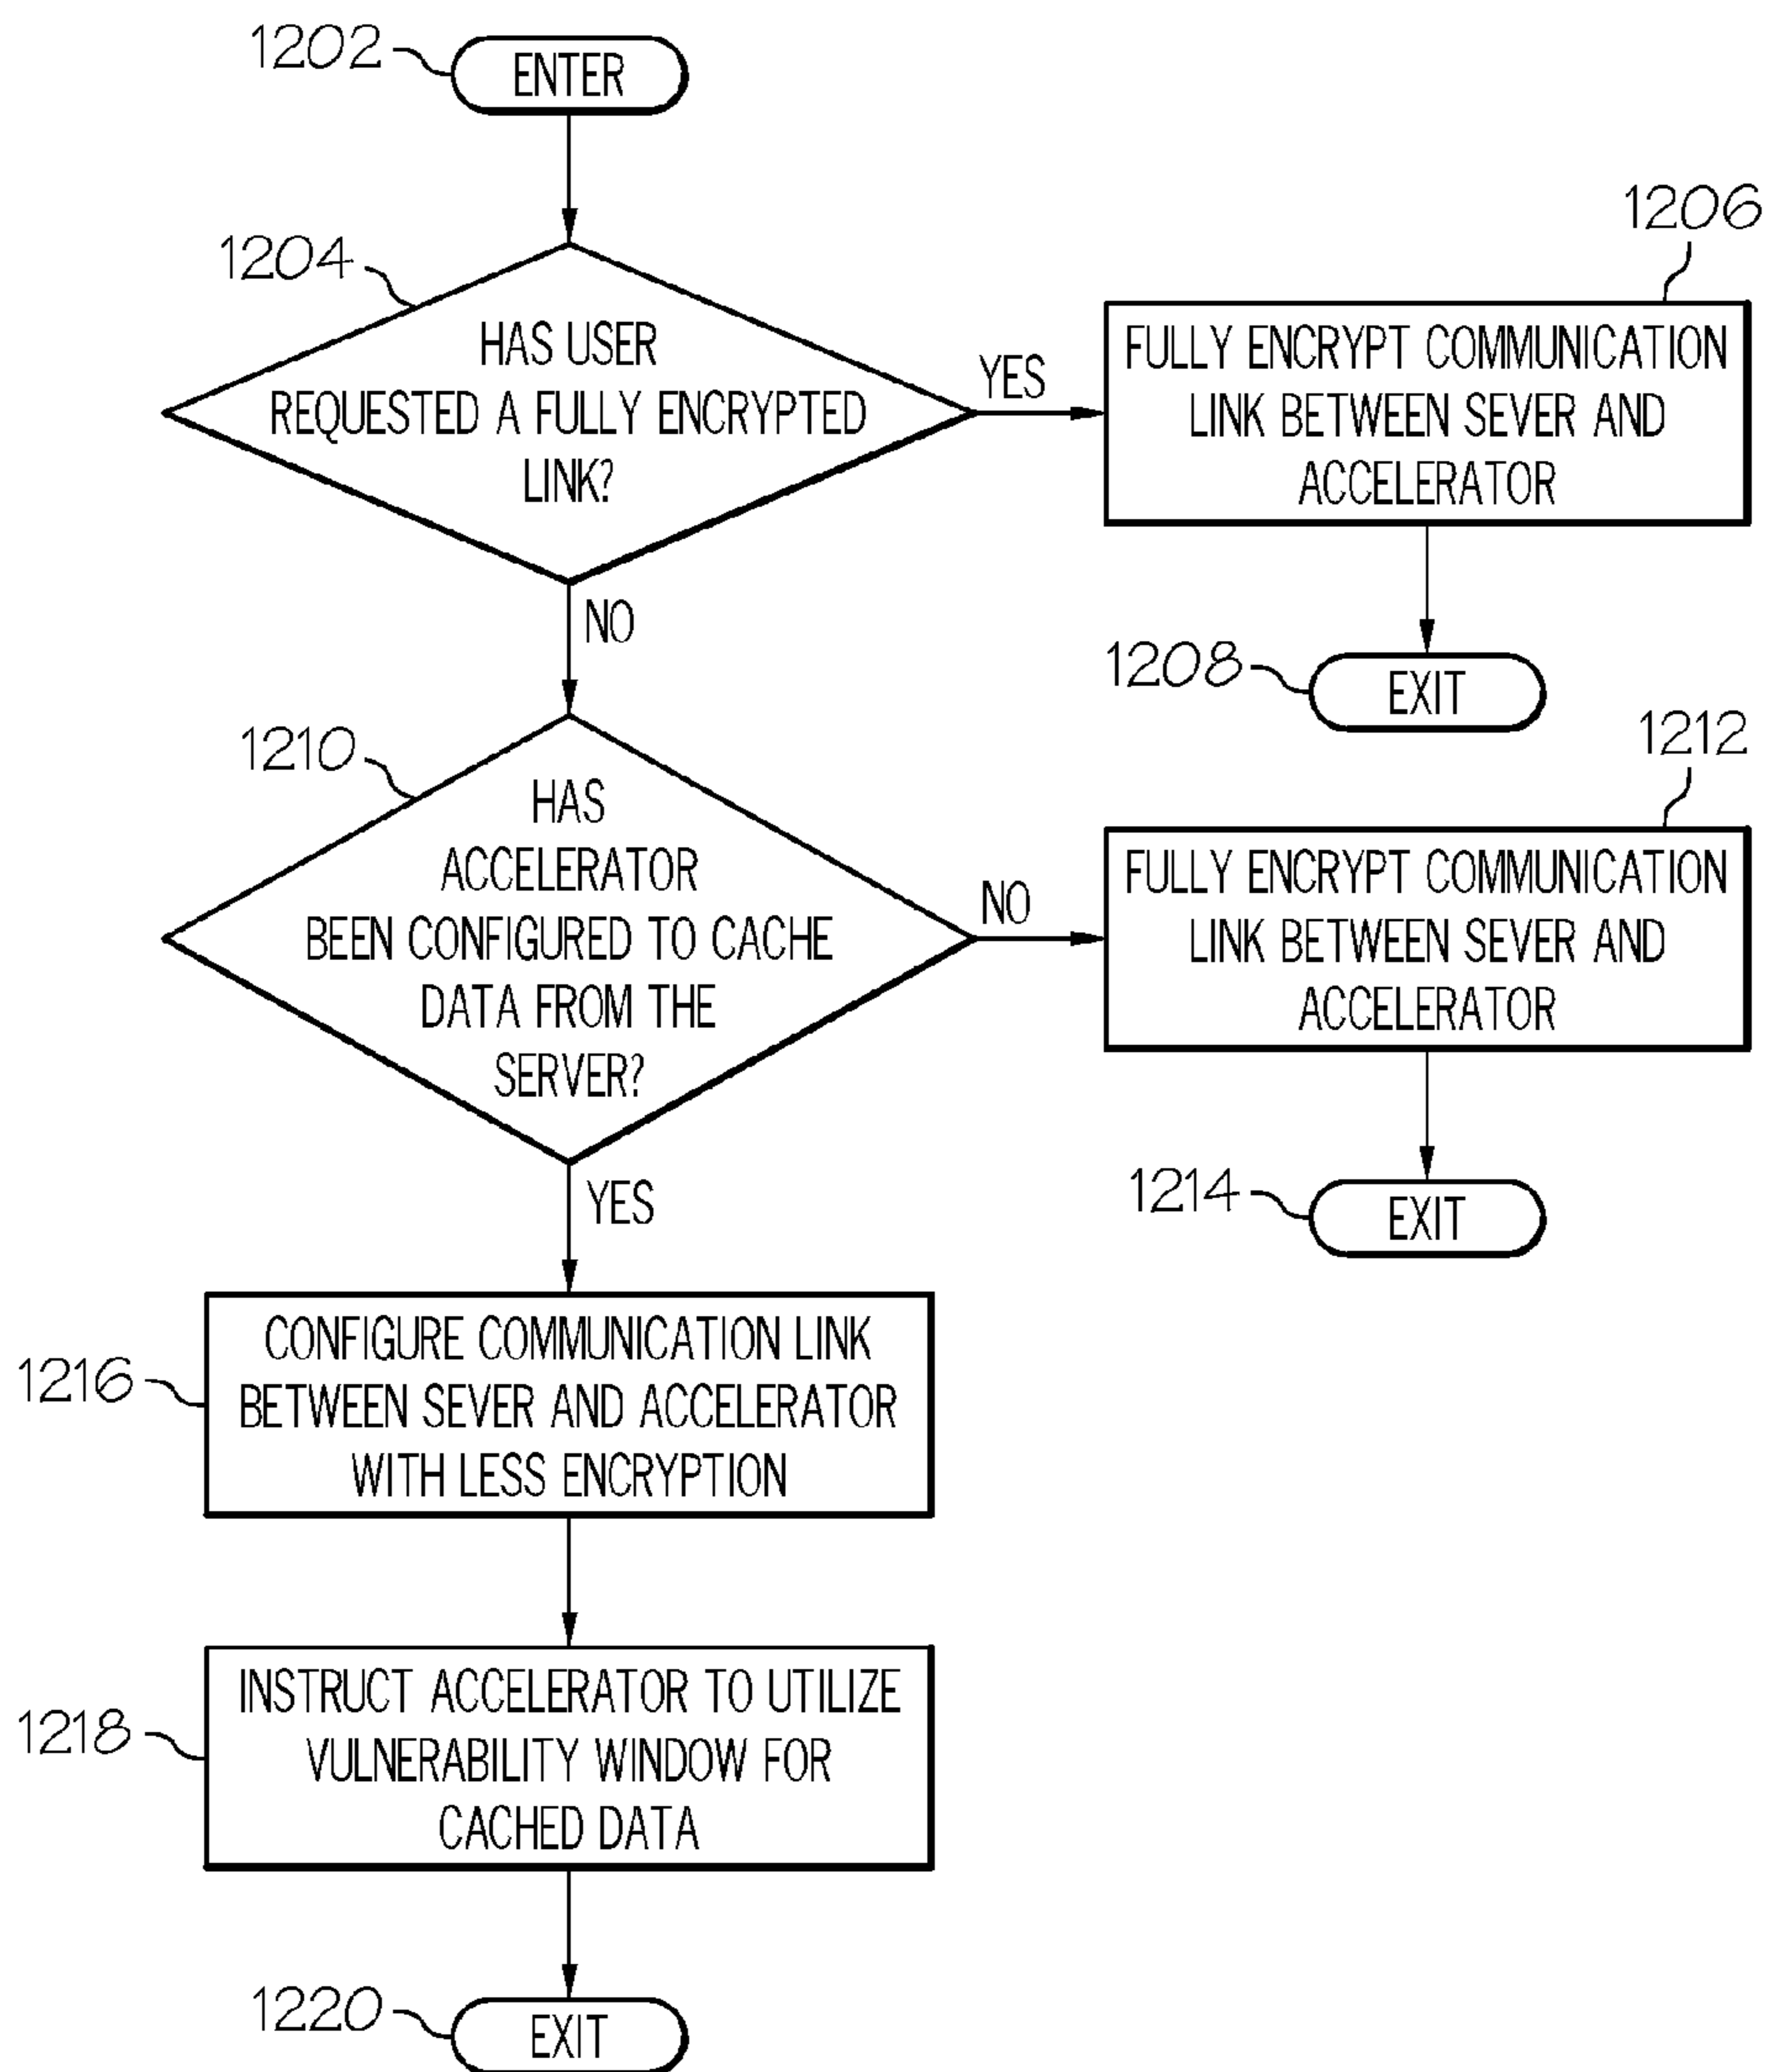 1202
ENTER
1204
HAS USER
REQUESTED A FULLY ENCRYPTED
LINK?
YES
1206
FULLY ENCRYPT COMMUNICATION
LINK BETWEEN SEVER AND
ACCELERATOR
1208
EXIT
NO
1210
HAS
ACCELERATOR
BEEN CONFIGURED TO CACHE
DATA FROM THE
SERVER?
NO
1212
FULLY ENCRYPT COMMUNICATION
LINK BETWEEN SEVER AND
ACCELERATOR
1214
EXIT
YES
1216
CONFIGURE COMMUNICATION LINK
BETWEEN SEVER AND ACCELERATOR
WITH LESS ENCRYPTION
1218
INSTRUCT ACCELERATOR TO UTILIZE
VULNERABILITY WINDOW FOR
CACHED DATA
1220
EXIT